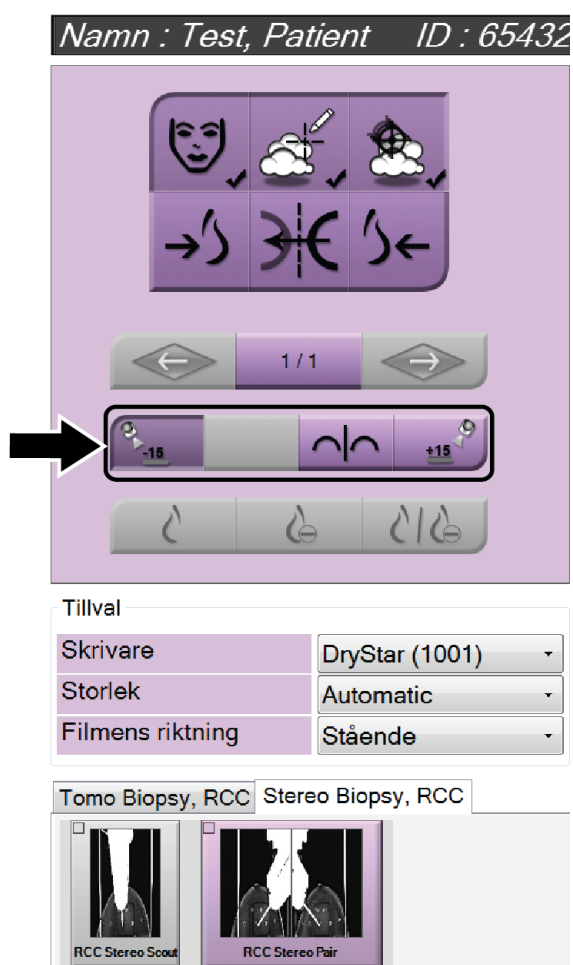 Namn : Test, Patient ID : 65432
1 / 1
-15 +15
Tillval
Skrivare DryStar (1001)
Storlek Automatic
Filmens riktning Stående
Tomo Biopsy, RCC Stereo Biopsy, RCC
RCC Stereo Scout RCC Stereo Pair